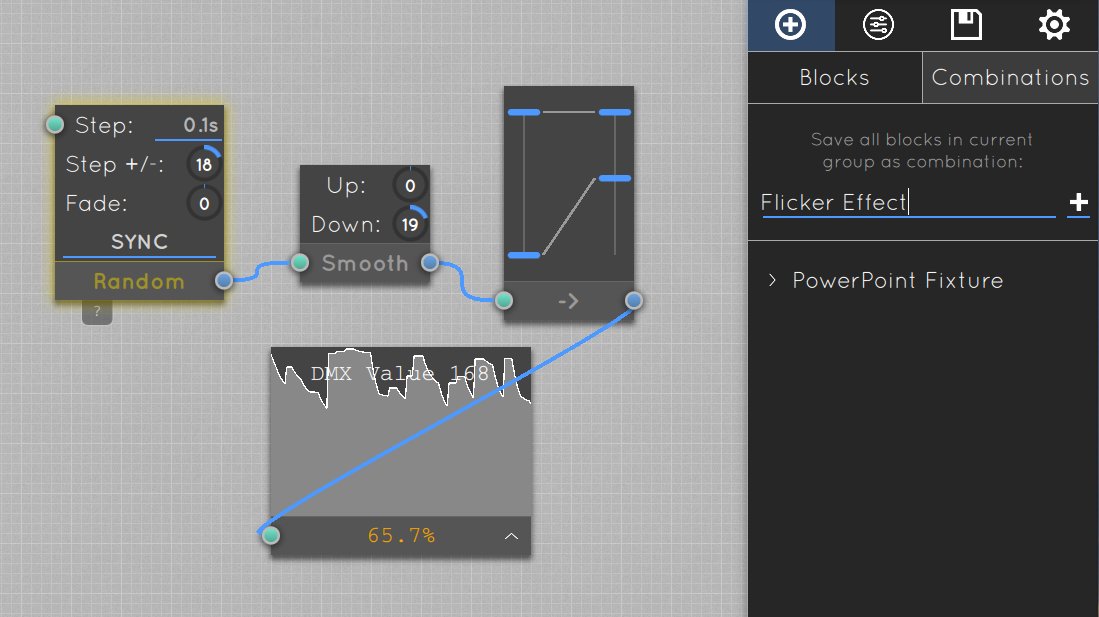 Step: 0.1s
Step +/-: 18
Fade: 0
SYNC
Random
?
Up: 0
Down: 19
Smooth
->
DMX Value 168
65.7%
Blocks Combinations
Save all blocks in current
group as combination:
Flicker Effect
PowerPoint Fixture